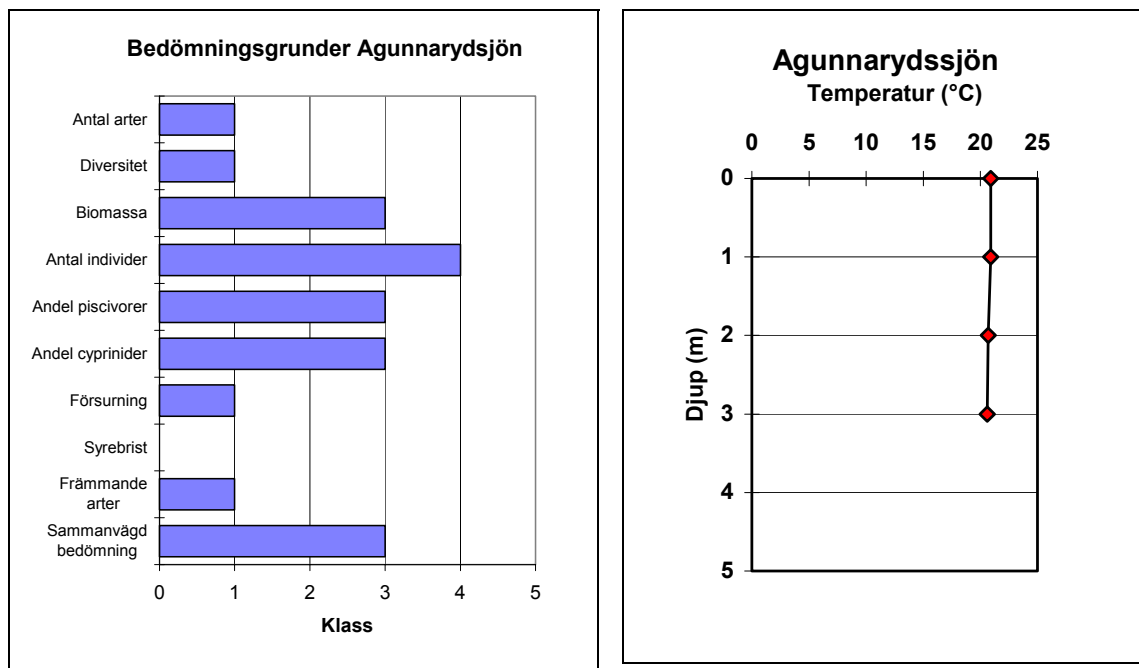 Bedömningsgrunder Agunnarydsjön
Antal arter
Diversitet
Biomassa
Antal individer
Andel piscivorer
Andel cyprinider
Försurning
Syrebrist
Främmande
arter
Sammanvägd
bedömning
0 1 2 3 4 5
Klass
Agunnarydssjön
Temperatur (°C)
0 5 10 15 20 25
0
1
2
3
4
5
Djup (m)